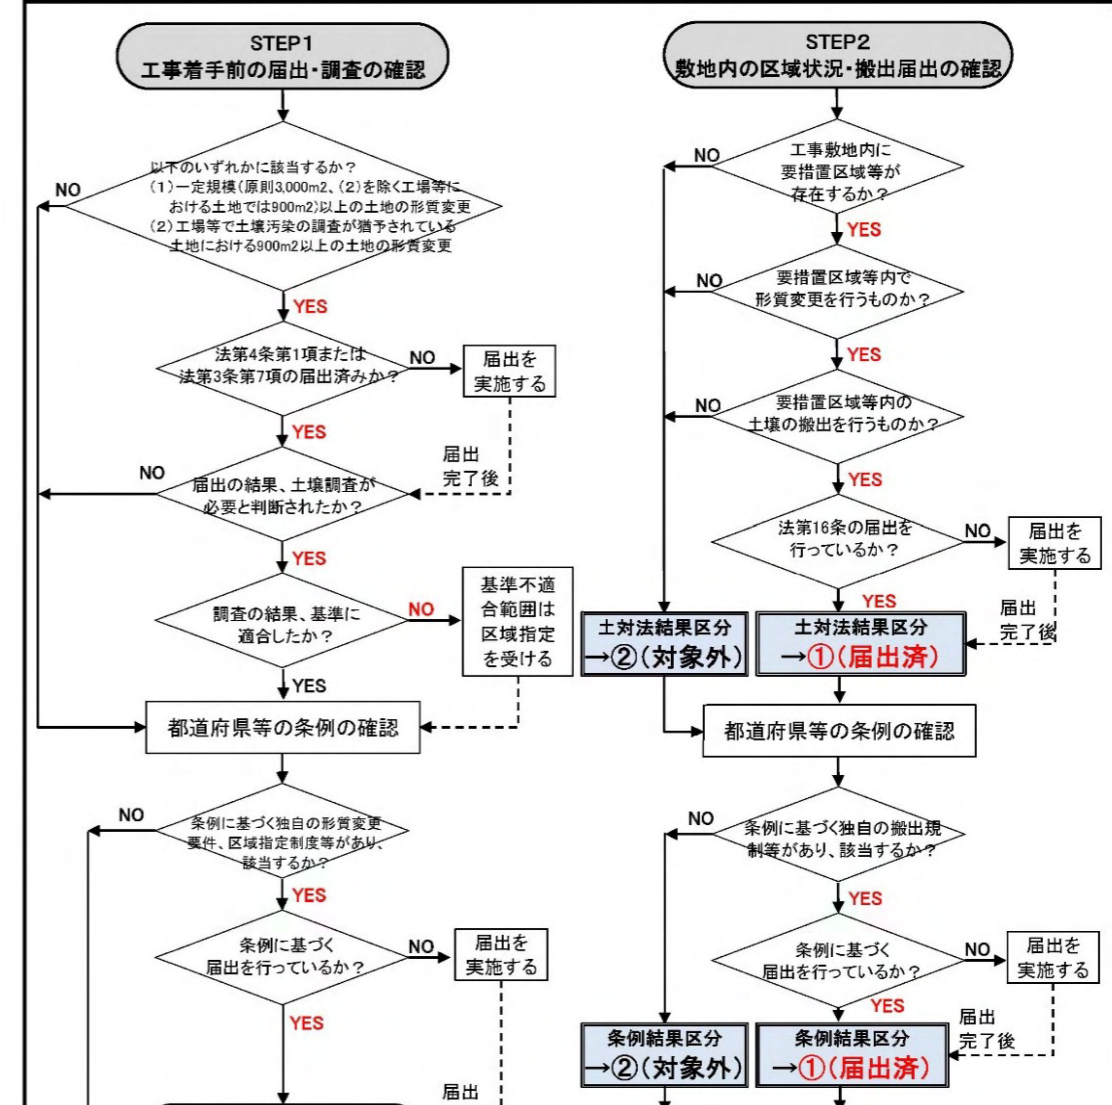 STEP1
工事着手前の届出・調査の確認
以下のいずれかに該当するか？
(1)一定規模(原則3,000m2、(2)を除く工場等に
おける土地では900m2)以上の土地の形質変更
(2)工場等で土壌汚染の調査が猶予されている
土地における900m2以上の土地の形質変更
NO
YES
法第4条第1項または
法第3条第7項の届出済みか？
NO
届出を
実施する
YES
届出
完了後
NO
届出の結果、土壌調査が
必要と判断されたか？
YES
調査の結果、基準に
適合したか？
NO
基準不適
合範囲は
区域指定
を受ける
YES
都道府県等の条例の確認
NO
条例に基づく独自の形質変更
要件、区域指定制度等があり、
該当するか？
YES
条例に基づく
届出を行っているか？
NO
届出を
実施する
YES
届出
STEP2
敷地内の区域状況・搬出届出の確認
NO
工事敷地内に
要措置区域等が
存在するか？
YES
NO
要措置区域等内で
形質変更を行うものか？
YES
NO
要措置区域等内の
土壌の搬出を行うものか？
YES
法第16条の届出を
行っているか？
NO
届出を
実施する
YES
届出
完了後
土対法結果区分
→②(対象外)
土対法結果区分
→①(届出済)
都道府県等の条例の確認
NO
条例に基づく独自の搬出規
制等があり、該当するか？
YES
条例に基づく
届出を行っているか？
NO
届出を
実施する
YES
届出
完了後
条例結果区分
→②(対象外)
条例結果区分
→①(届出済)